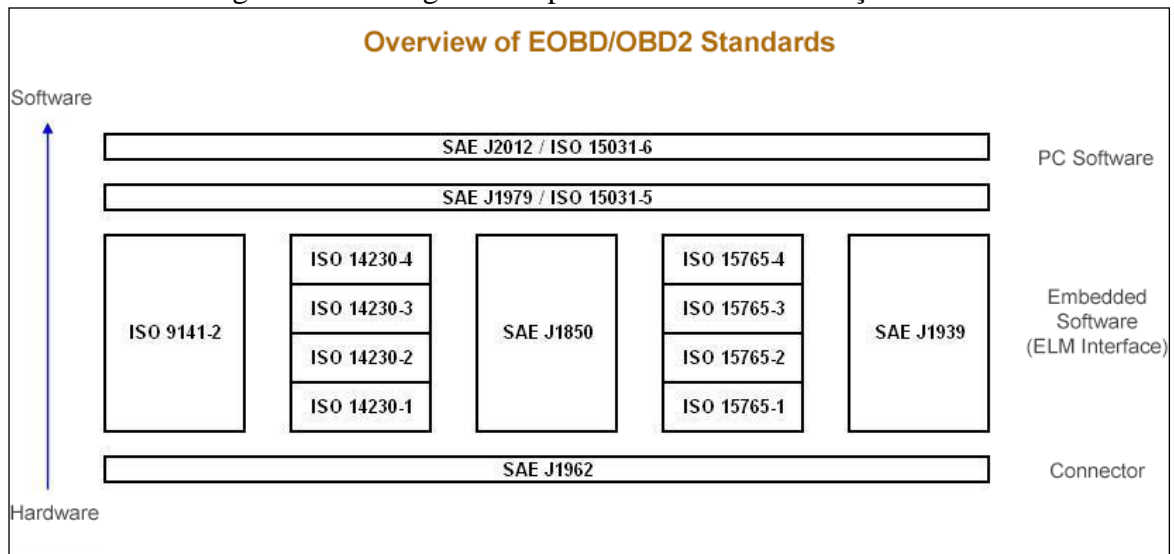 Overview of EOBD/OBD2 Standards
Software
SAE J2012 / ISO 15031-6
PC Software
SAE J1979 / ISO 15031-5
ISO 9141-2
ISO 14230-4
ISO 14230-3
ISO 14230-2
ISO 14230-1
SAE J1850
ISO 15765-4
ISO 15765-3
ISO 15765-2
ISO 15765-1
SAE J1939
Embedded
Software
(ELM Interface)
SAE J1962
Connector
Hardware